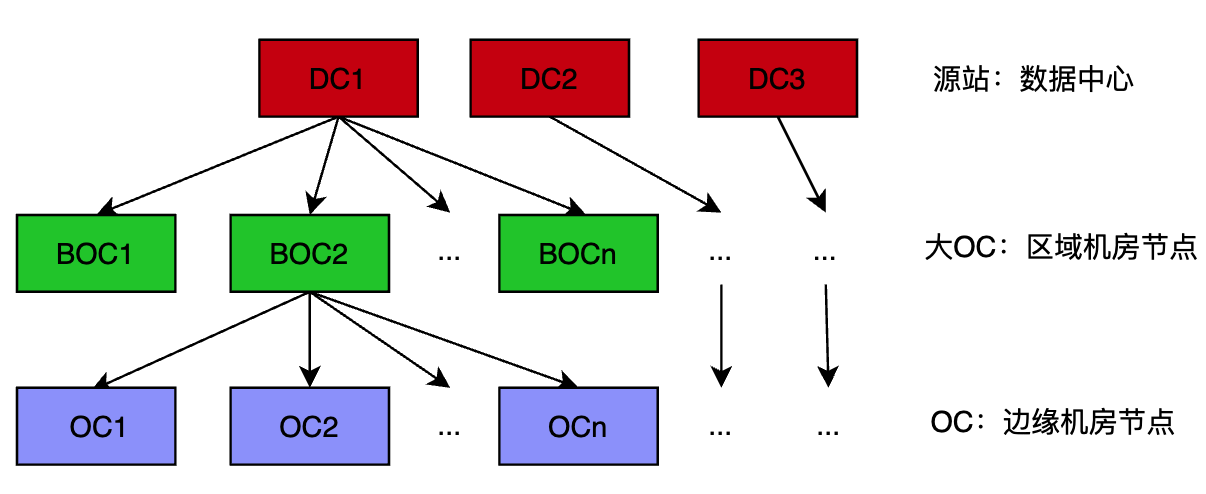 DC1 DC2 DC3 源站：数据中心
BOC1 BOC2 ... BOCn ... ... 大OC：区域机房节点
OC1 OC2 ... OCn ... ... OC：边缘机房节点